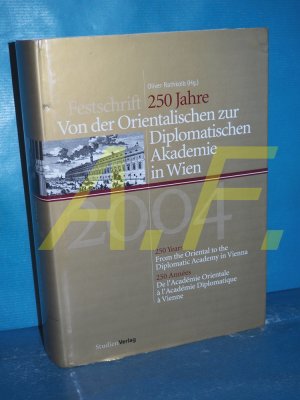 Oliver Rathkolb (Hg.)
Festschrift 250 Jahre
Von der Orientalischen zur
Diplomatischen
Akademie
in Wien
2004
250 Years
From the Oriental to the
Diplomatic Academy in Vienna
250 Années
De l'Académie Orientale
à l'Académie Diplomatique
à Vienne
StudienVerlag
A.F.